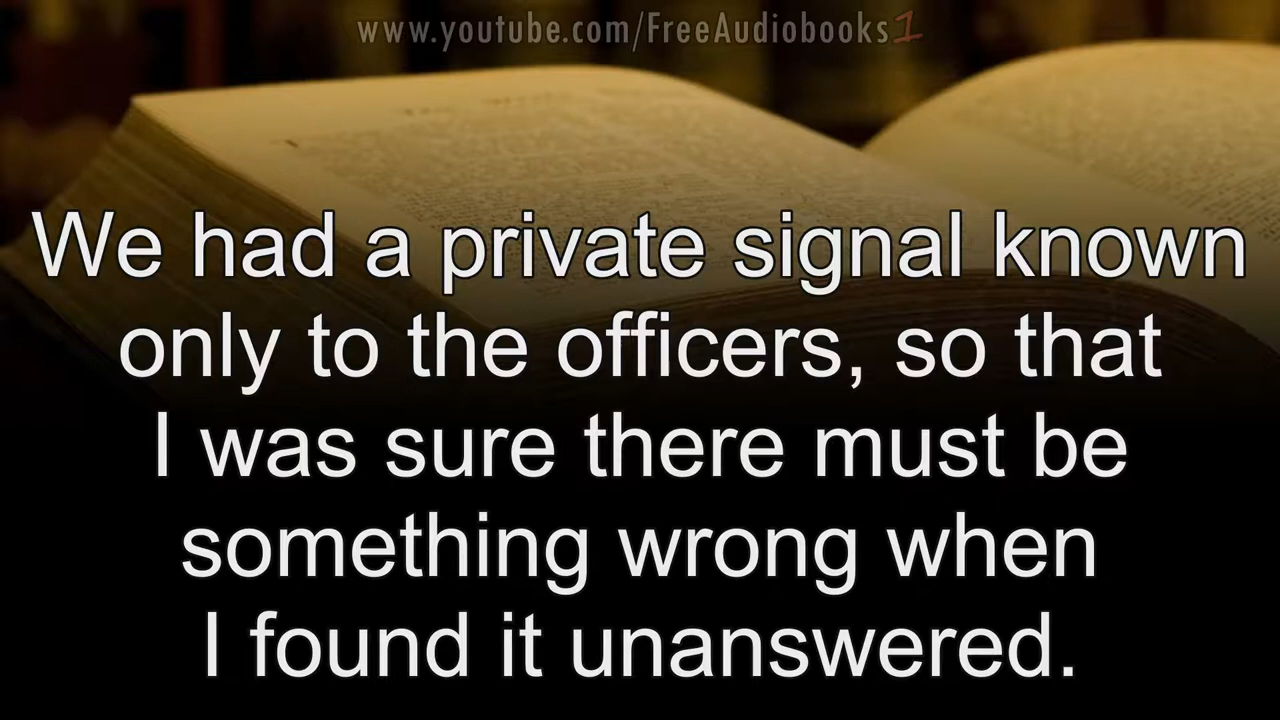 www.youtube.com/FreeAudiobooks1
We had a private signal known
only to the officers, so that
I was sure there must be
something wrong when
I found it unanswered.